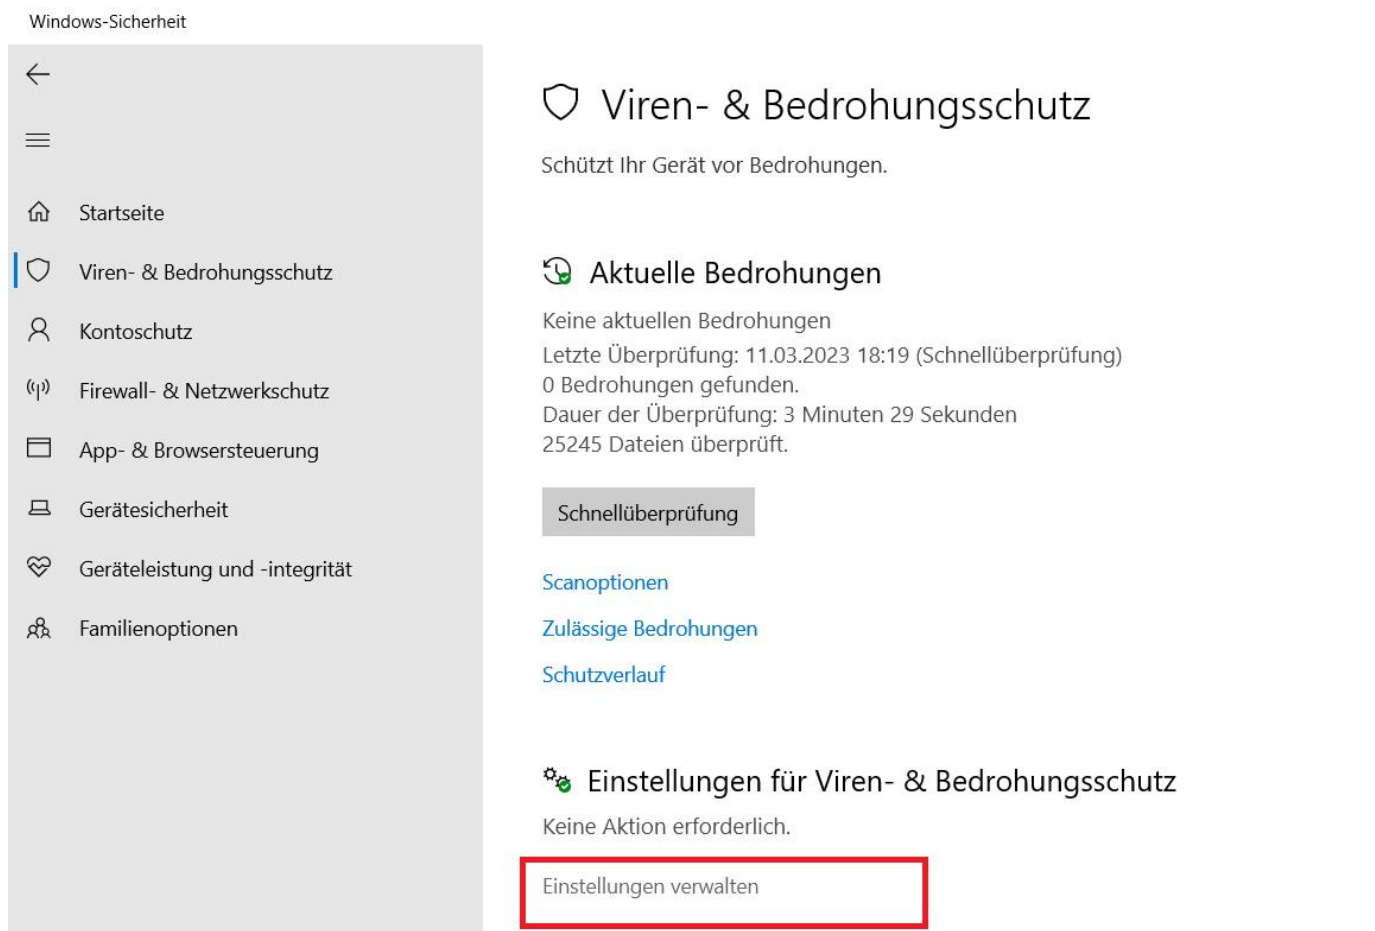 Windows-Sicherheit
Startseite
Viren- & Bedrohungsschutz
Kontoschutz
Firewall- & Netzwerkschutz
App- & Browsersteuerung
Gerätesicherheit
Geräteleistung und -integrität
Familienoptionen
Viren- & Bedrohungsschutz
Schützt Ihr Gerät vor Bedrohungen.
Aktuelle Bedrohungen
Keine aktuellen Bedrohungen
Letzte Überprüfung: 11.03.2023 18:19 (Schnellüberprüfung)
0 Bedrohungen gefunden.
Dauer der Überprüfung: 3 Minuten 29 Sekunden
25245 Dateien überprüft.
Schnellüberprüfung
Scanoptionen
Zulässige Bedrohungen
Schutzverlauf
Einstellungen für Viren- & Bedrohungsschutz
Keine Aktion erforderlich.
Einstellungen verwalten